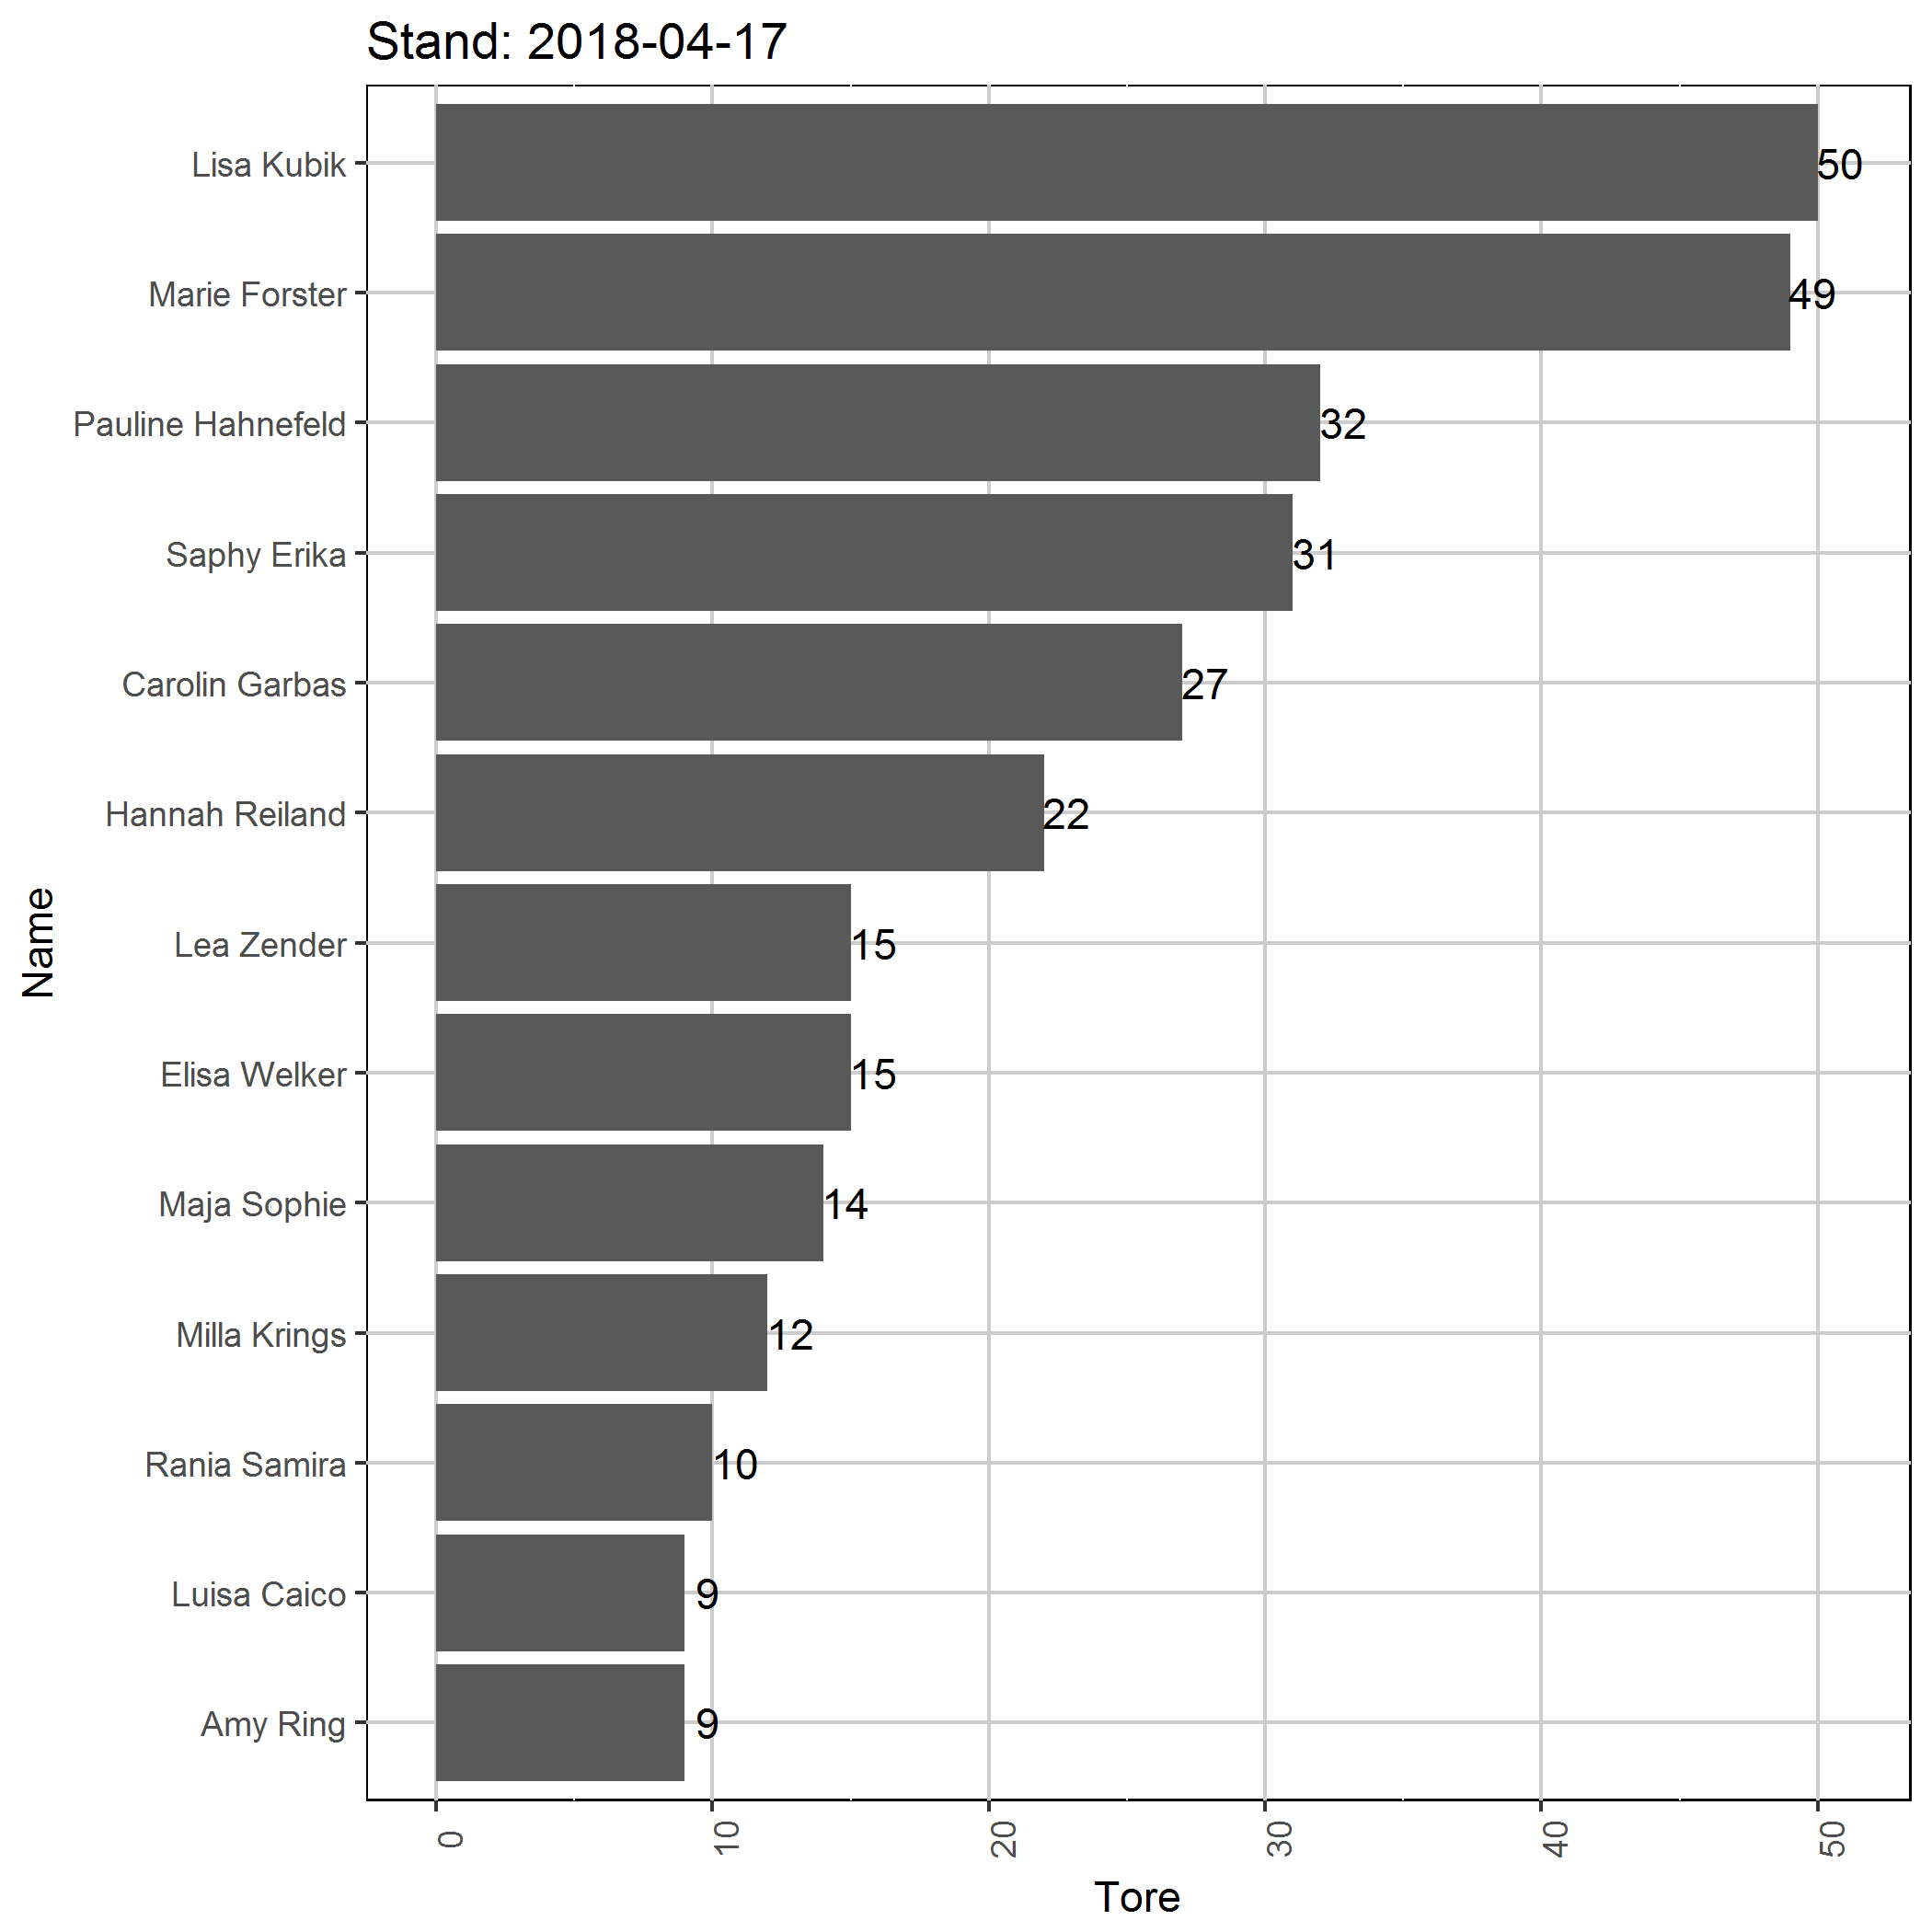 Stand: 2018-04-17
Name
Lisa Kubik 50
Marie Forster 49
Pauline Hahnefeld 32
Saphy Erika 31
Carolin Garbas 27
Hannah Reiland 22
Lea Zender 15
Elisa Welker 15
Maja Sophie 14
Milla Krings 12
Rania Samira 10
Luisa Caico 9
Amy Ring 9
0 10 20 30 40 50
Tore